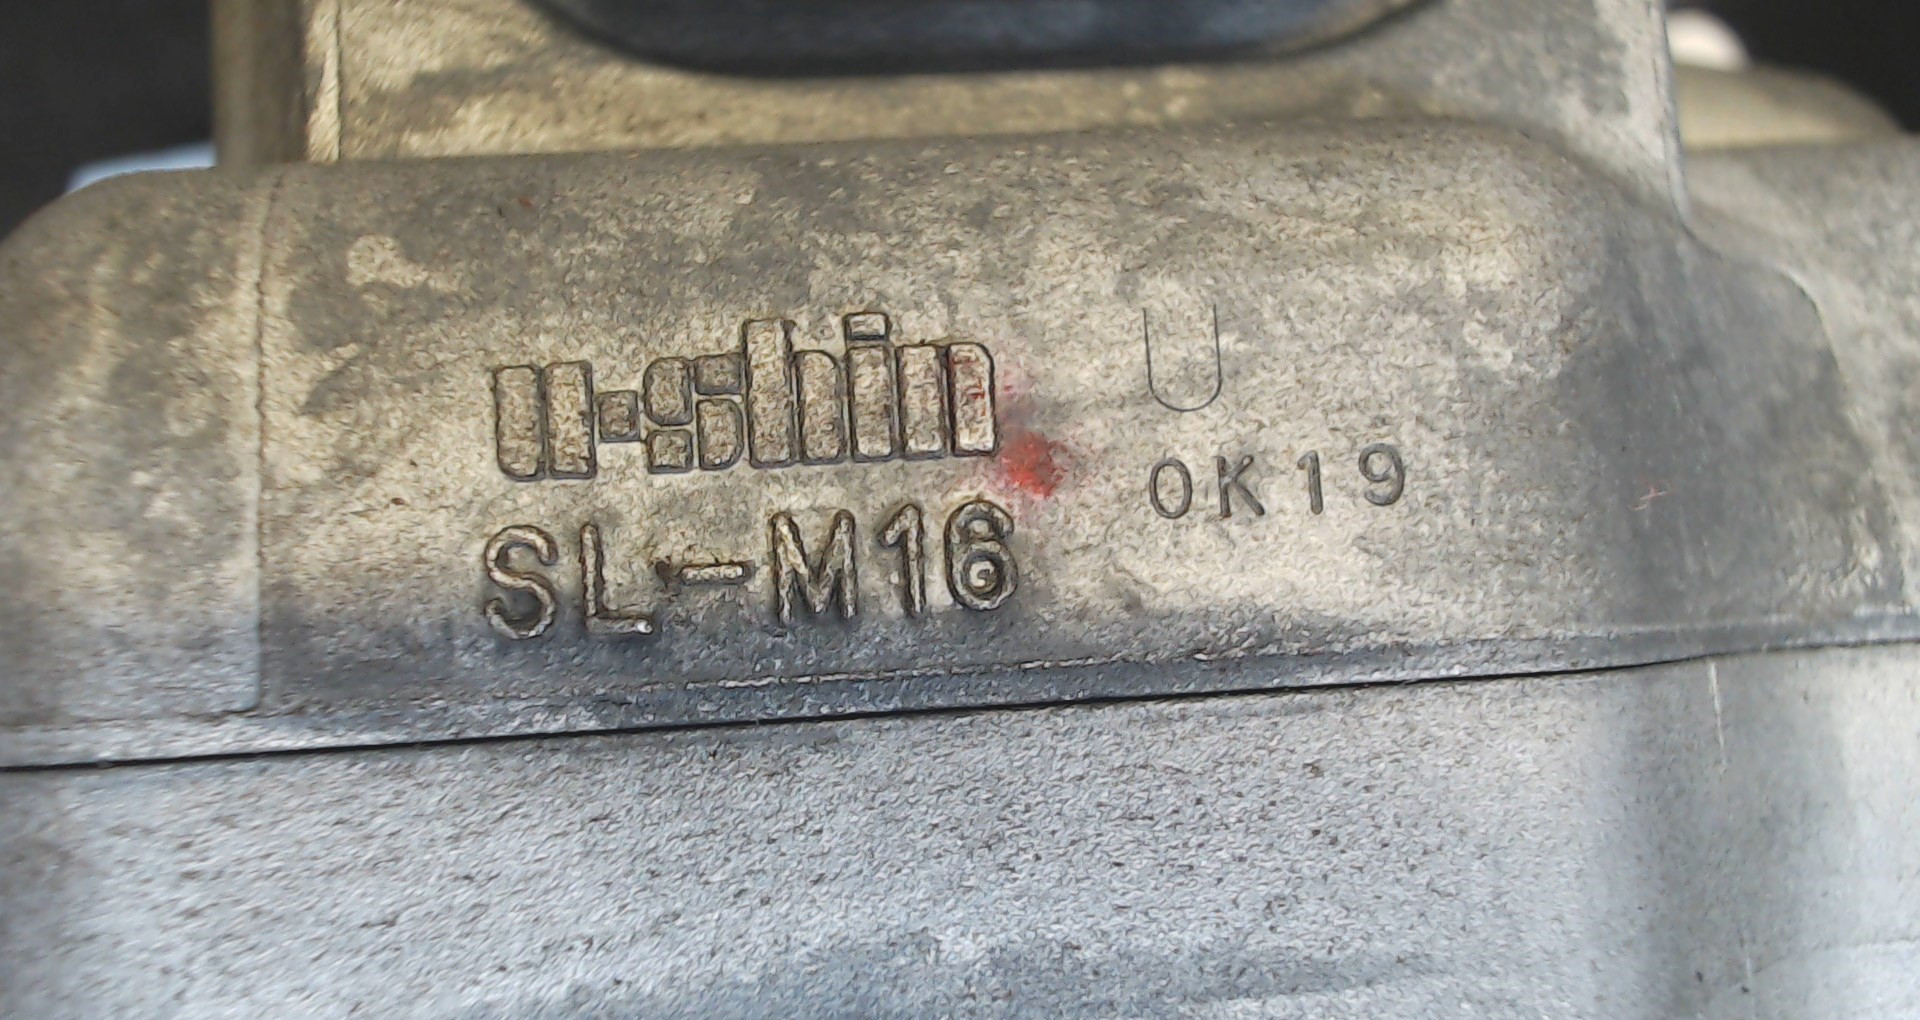 u-shin
SL-M16
U
0K19